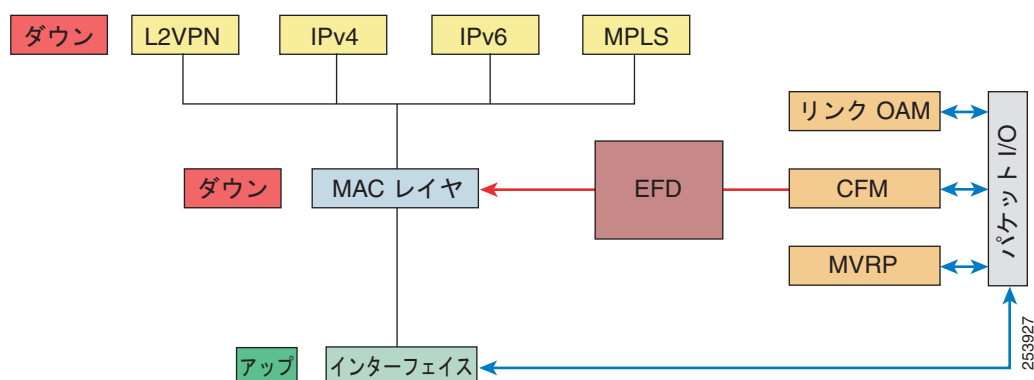 ダウン
L2VPN
IPv4
IPv6
MPLS
リンク OAM
パケット I/O
ダウン
MAC レイヤ
EFD
CFM
MVRP
アップ
インターフェイス
253927